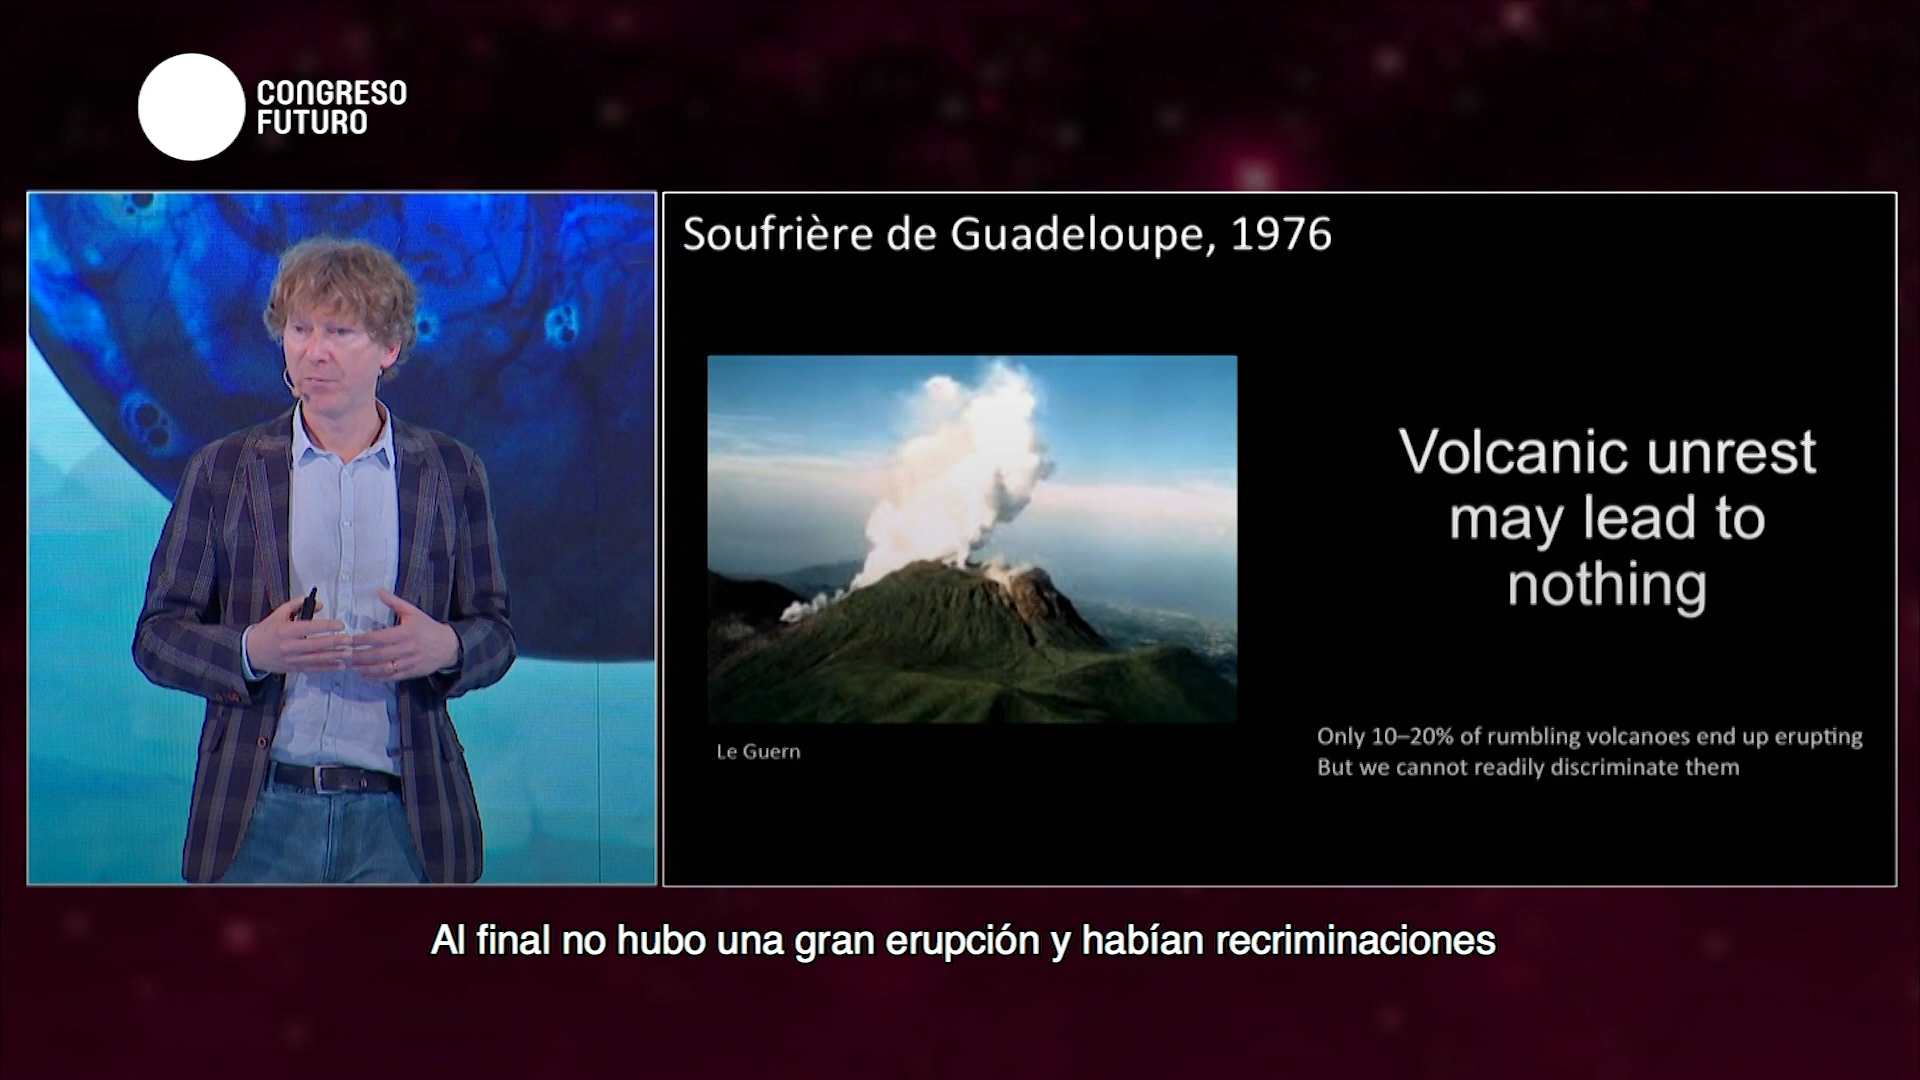 CONGRESO
FUTURO
Soufrière de Guadeloupe, 1976
Volcanic unrest
may lead to
nothing
Le Guern
Only 10–20% of rumbling volcanoes end up erupting
But we cannot readily discriminate them
Al final no hubo una gran erupción y habían recriminaciones